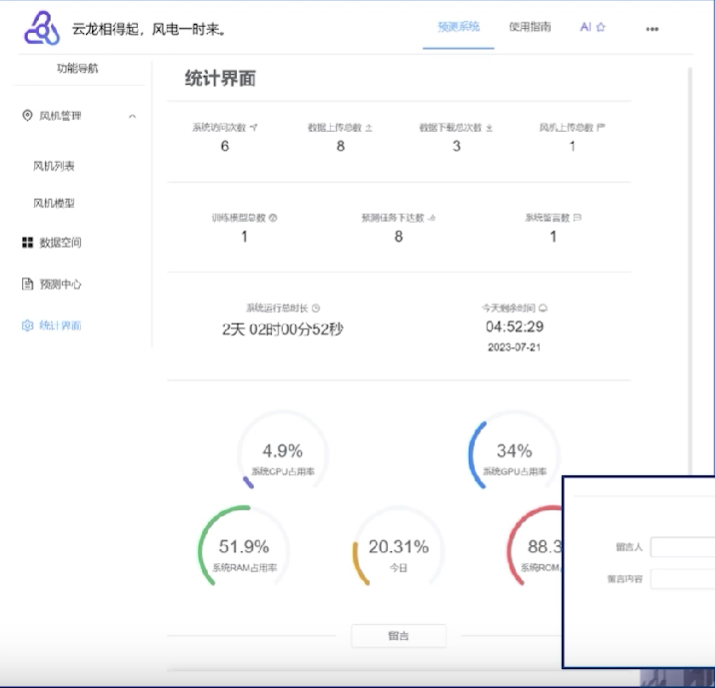 云龙相得起，风电一时来。
预测系统 使用指南 AI
功能导航
风机管理
风机列表
风机模型
数据空间
预测中心
统计界面
统计界面
系统访问次数 数据上传总数 数据下载总次数 风机上传总数
6 8 3 1
训练模型总数 预测任务下达数 系统留言数
1 8 1
系统运行总时长 今天剩余时间
2天 02时00分52秒 04:52:29
2023-07-21
4.9% 34%
系统CPU占用率 系统GPU占用率
51.9% 20.31% 88.3
系统RAM占用率 今日 系统ROM
留言
留言人
留言内容